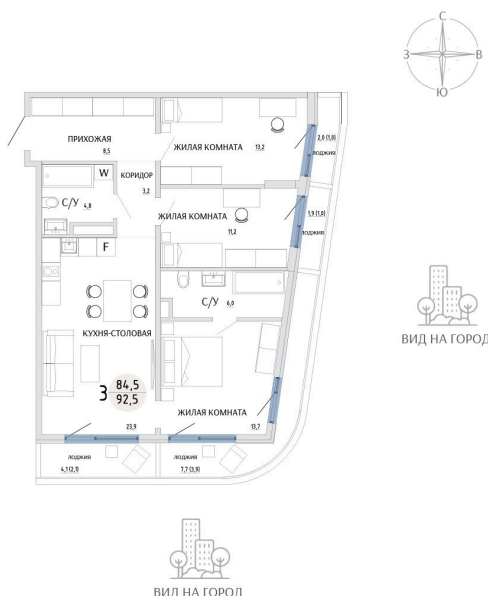 С
З
В
Ю
ПРИХОЖАЯ
8,5
ЖИЛАЯ КОМНАТА
13,2
2,0 (1,0)
ЛОДЖИЯ
W
КОРИДОР
3,2
С/У
4,8
ЖИЛАЯ КОМНАТА
11,2
1,9 (1,0)
ЛОДЖИЯ
F
С/У
6,0
КУХНЯ-СТОЛОВАЯ
ВИД НА ГОРОД
3
84,5
92,5
23,9
ЖИЛАЯ КОМНАТА
13,7
ЛОДЖИЯ
4,1 (2,1)
ЛОДЖИЯ
7,7 (3,9)
ВИД НА ГОРОД